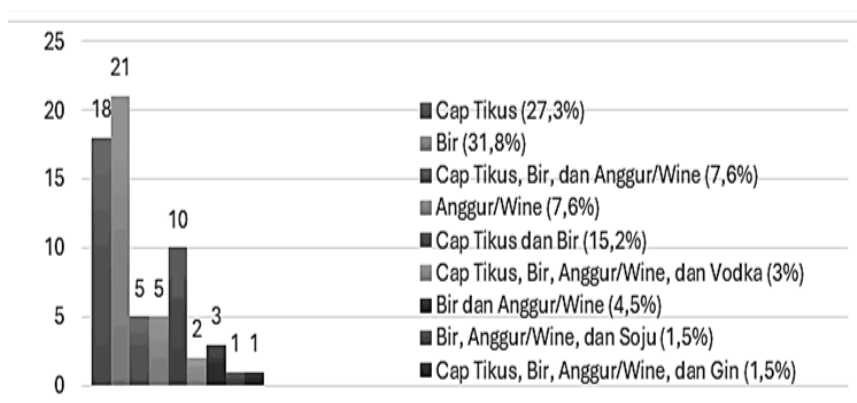 25
21
20
18
Cap Tikus (27,3%)
Bir (31,8%)
15
Cap Tikus, Bir, dan Anggur/Wine (7,6%)
Anggur/Wine (7,6%)
10
10
Cap Tikus dan Bir (15,2%)
Cap Tikus, Bir, Anggur/Wine, dan Vodka (3%)
5
5 5
2
3
1 1
Bir dan Anggur/Wine (4,5%)
Bir, Anggur/Wine, dan Soju (1,5%)
Cap Tikus, Bir, Anggur/Wine, dan Gin (1,5%)
0